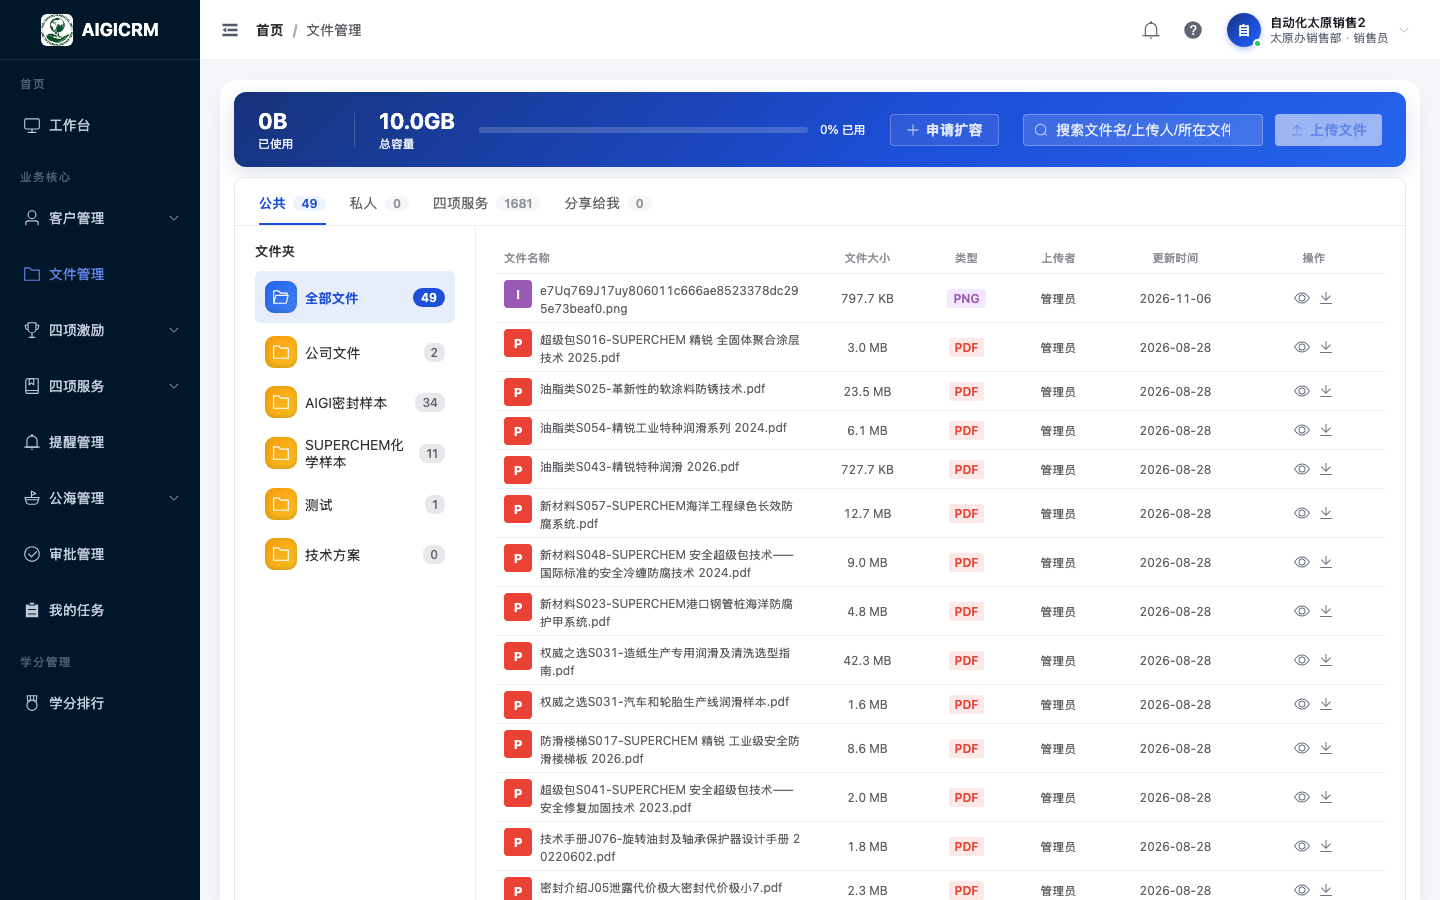 AIGICRM
首页 / 文件管理
自
自动化太原销售2
太原办销售部 · 销售员
首页
工作台
业务核心
客户管理
文件管理
四项激励
四项服务
提醒管理
公海管理
审批管理
我的任务
学分管理
学分排行
0B
已使用
10.0GB
总容量
0% 已用
申请扩容
搜索文件名/上传人/所在文件
上传文件
公共 49
私人 0
四项服务 1681
分享给我 0
文件夹
全部文件 49
公司文件 2
AIGI密封样本 34
SUPERCHEM化
学样本 11
测试 1
技术方案 0
文件名称 文件大小 类型 上传者 更新时间 操作
I e7Uq769J17uy806011c666ae8523378dc29
5e73beaf0.png 797.7 KB PNG 管理员 2026-11-06
P 超级包S016-SUPERCHEM 精锐 全固体聚合涂层
技术 2025.pdf 3.0 MB PDF 管理员 2026-08-28
P 油脂类S025-革新性的软涂料防锈技术.pdf 23.5 MB PDF 管理员 2026-08-28
P 油脂类S054-精锐工业特种润滑系列 2024.pdf 6.1 MB PDF 管理员 2026-08-28
P 油脂类S043-精锐特种润滑 2026.pdf 727.7 KB PDF 管理员 2026-08-28
P 新材料S057-SUPERCHEM海洋工程绿色长效防
腐系统.pdf 12.7 MB PDF 管理员 2026-08-28
P 新材料S048-SUPERCHEM 安全超级包技术——
国际标准的安全冷缠防腐技术 2024.pdf 9.0 MB PDF 管理员 2026-08-28
P 新材料S023-SUPERCHEM港口钢管桩海洋防腐
护甲系统.pdf 4.8 MB PDF 管理员 2026-08-28
P 权威之选S031-造纸生产专用润滑及清洗选型指
南.pdf 42.3 MB PDF 管理员 2026-08-28
P 权威之选S031-汽车和轮胎生产线润滑样本.pdf 1.6 MB PDF 管理员 2026-08-28
P 防滑楼梯S017-SUPERCHEM 精锐 工业级安全防
滑楼梯板 2026.pdf 8.6 MB PDF 管理员 2026-08-28
P 超级包S041-SUPERCHEM 安全超级包技术——
安全修复加固技术 2023.pdf 2.0 MB PDF 管理员 2026-08-28
P 技术手册J076-旋转油封及轴承保护器设计手册 2
0220602.pdf 1.8 MB PDF 管理员 2026-08-28
P 密封介绍J05泄露代价极大密封代价极小7.pdf 2.3 MB PDF 管理员 2026-08-28